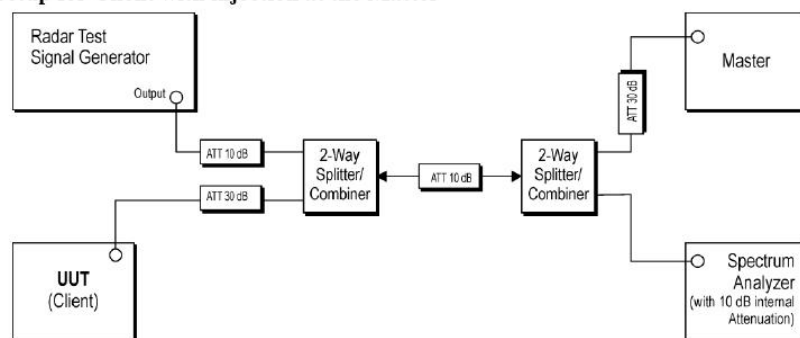 Radar Test
Signal Generator
Output
ATT 10 dB
ATT 30 dB
2-Way
Splitter/
Combiner
ATT 10 dB
2-Way
Splitter/
Combiner
ATT 30 dB
Master
UUT
(Client)
Spectrum
Analyzer
(with 10 dB internal
Attenuation)